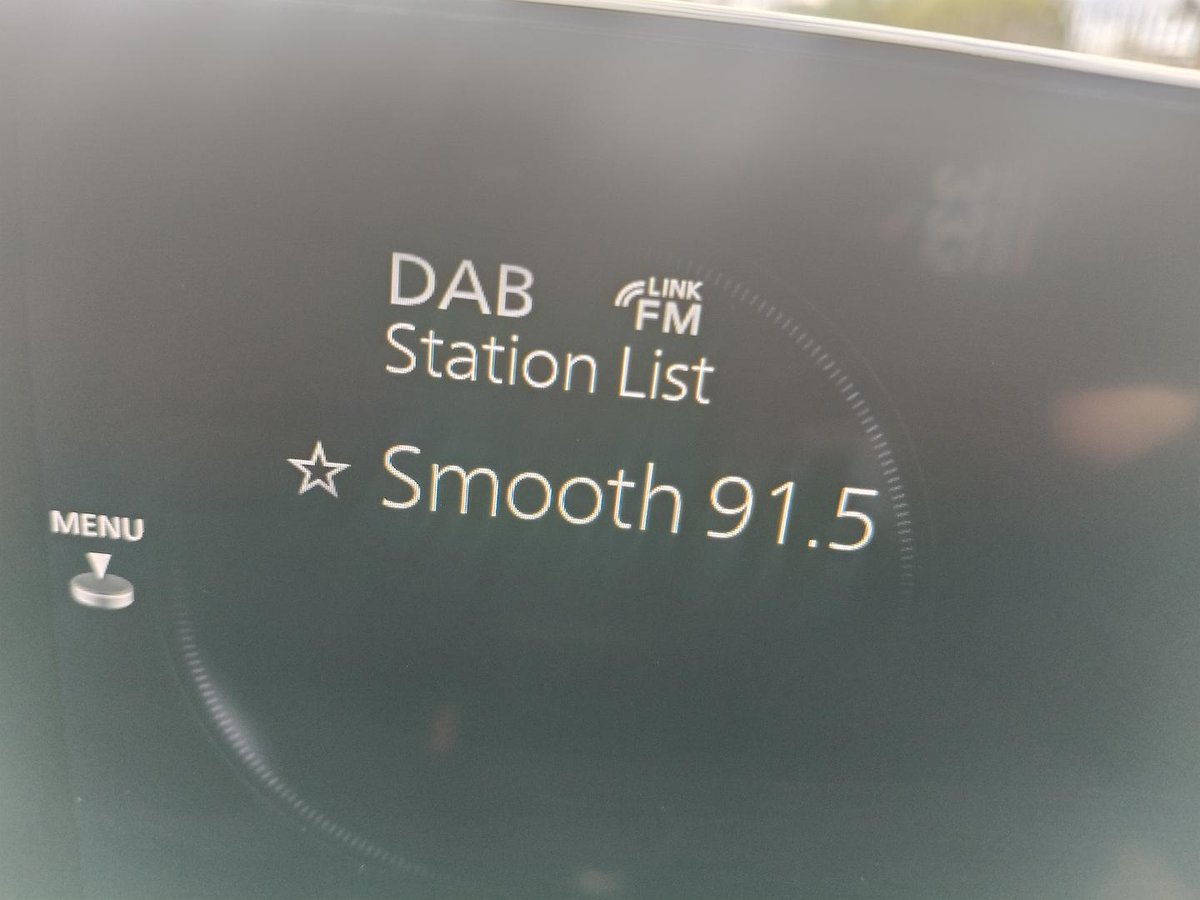 DAB
LINK
FM
Station List
Smooth 91.5
MENU